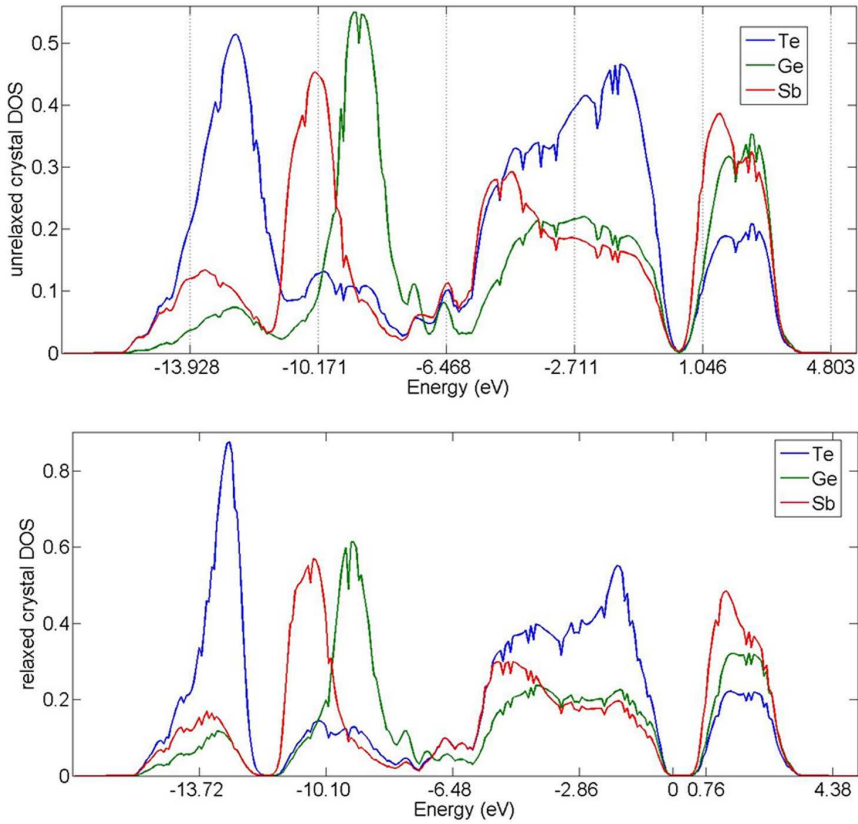 unrelaxed crystal DOS
0.5
0.4
0.3
0.2
0.1
0
Te
Ge
Sb
-13.928 -10.171 -6.468 -2.711 1.046 4.803
Energy (eV)
relaxed crystal DOS
0.8
0.6
0.4
0.2
0
Te
Ge
Sb
-13.72 -10.10 -6.48 -2.86 0 0.76 4.38
Energy (eV)